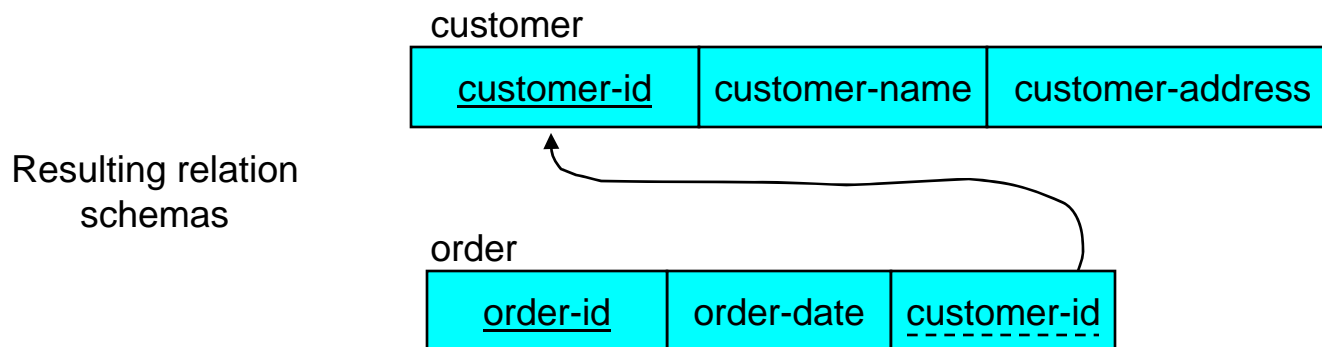 customer
customer-id customer-name customer-address
Resulting relation
schemas
order
order-id order-date customer-id